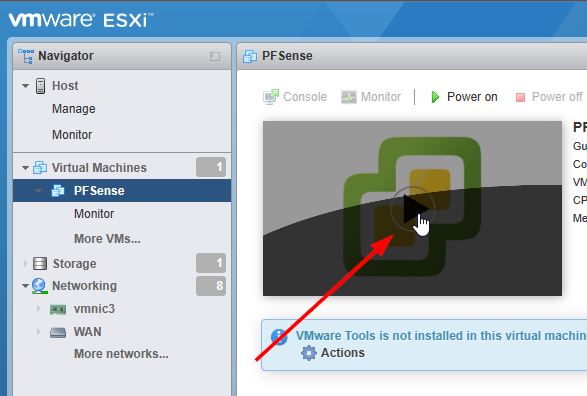 vmware ESXi™
Navigator
Host
Manage
Monitor
Virtual Machines 1
PFSense
Monitor
More VMs...
Storage 1
Networking 8
vmnic3
WAN
More networks...
PFSense
Console Monitor Power on Power off
PF
Gu
Co
VM
CP
Me
VMware Tools is not installed in this virtual machin
Actions